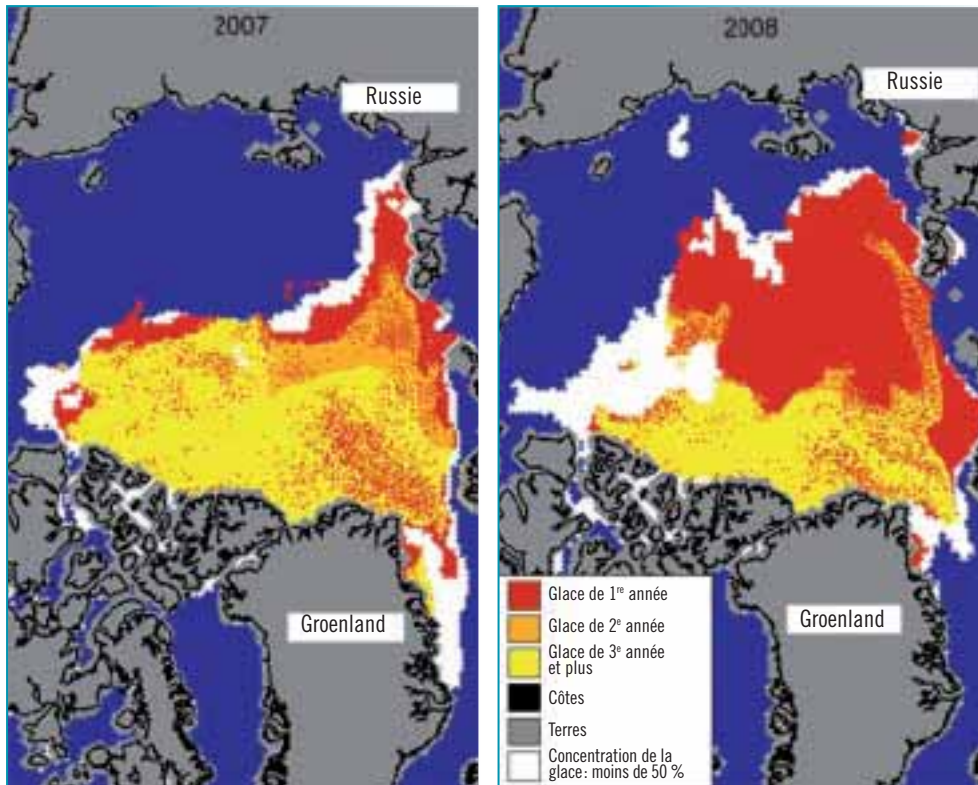 2007
Russie
Groenland
2008
Russie
Groenland
Glace de 1re année
Glace de 2e année
Glace de 3e année
et plus
Côtes
Terres
Concentration de la
glace : moins de 50 %